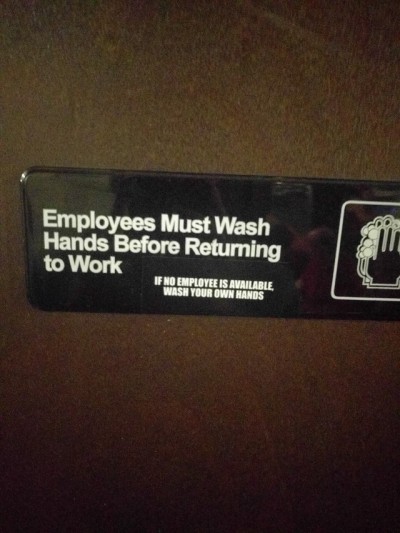 Employees Must Wash
Hands Before Returning
to Work
IF NO EMPLOYEE IS AVAILABLE,
WASH YOUR OWN HANDS